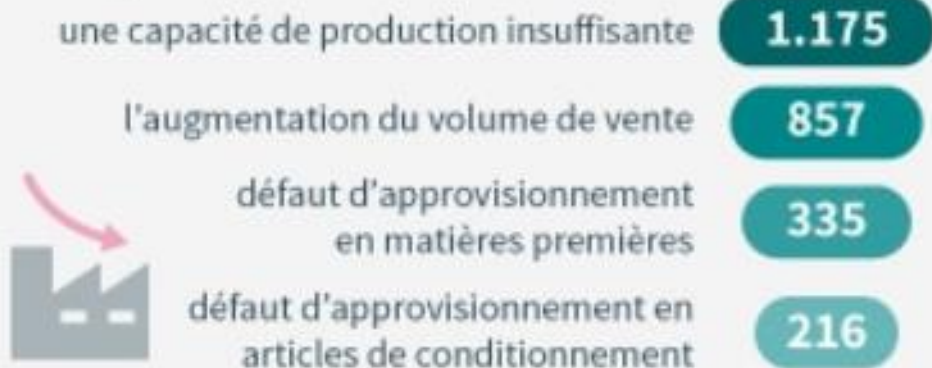 une capacité de production insuffisante 1.175
l'augmentation du volume de vente 857
défaut d'approvisionnement
en matières premières 335
défaut d'approvisionnement en
articles de conditionnement 216